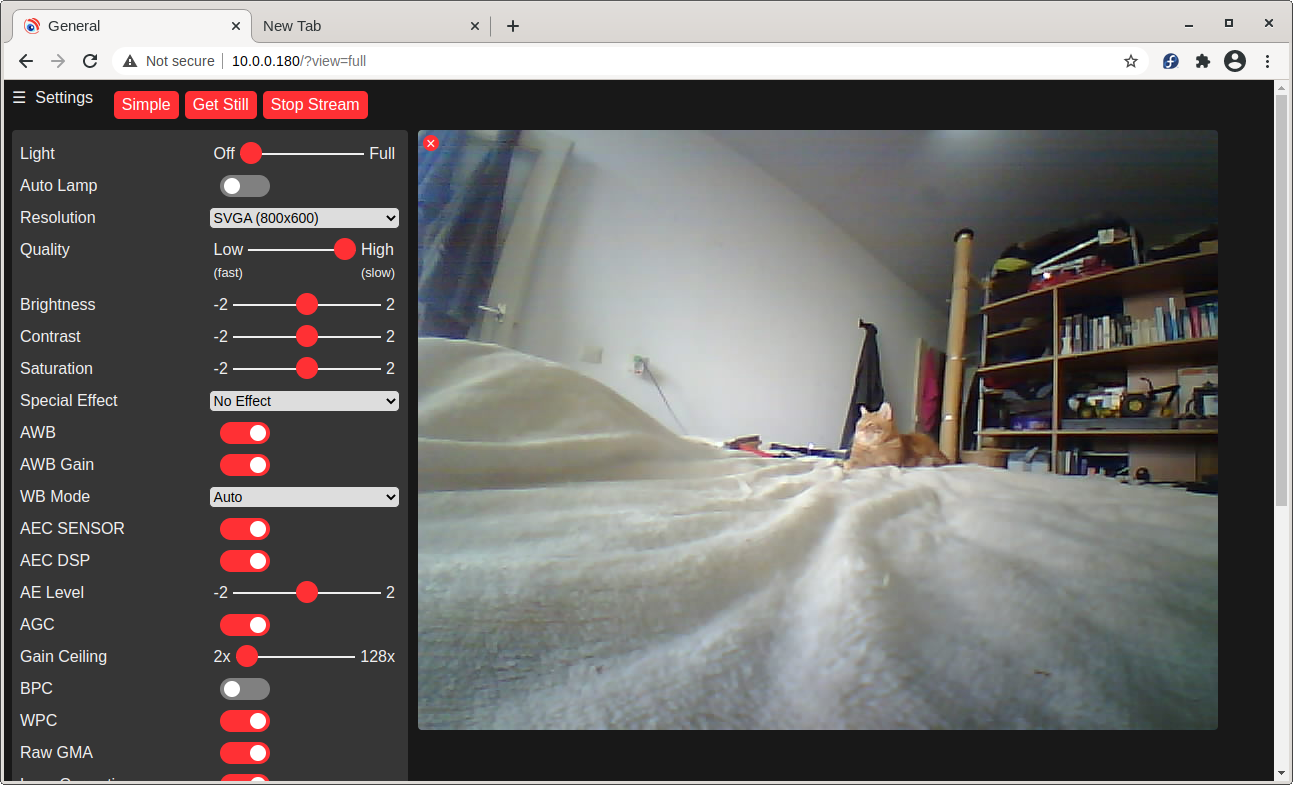 General
New Tab
Not secure
10.0.0.180/?view=full
☰ Settings
Simple
Get Still
Stop Stream
Light Off Full
Auto Lamp
Resolution SVGA (800x600)
Quality Low High
(fast) (slow)
Brightness -2 2
Contrast -2 2
Saturation -2 2
Special Effect No Effect
AWB
AWB Gain
WB Mode Auto
AEC SENSOR
AEC DSP
AE Level -2 2
AGC
Gain Ceiling 2x 128x
BPC
WPC
Raw GMA